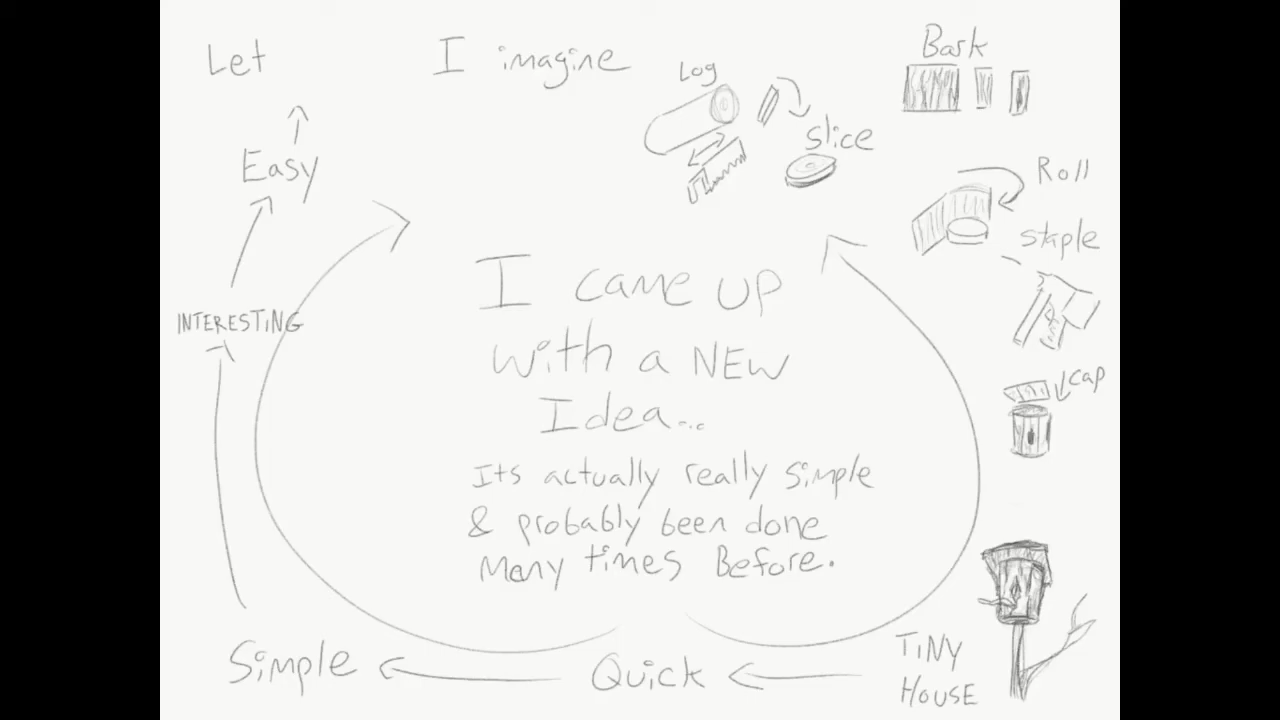 Let
I imagine
Log
slice
Bark
Roll
staple
cap
TiNY
HOUSE
Quick
Simple
INTERESTING
Easy
I came up
with a NEW
Idea...
Its actually really simple
& probably been done
Many times Before.